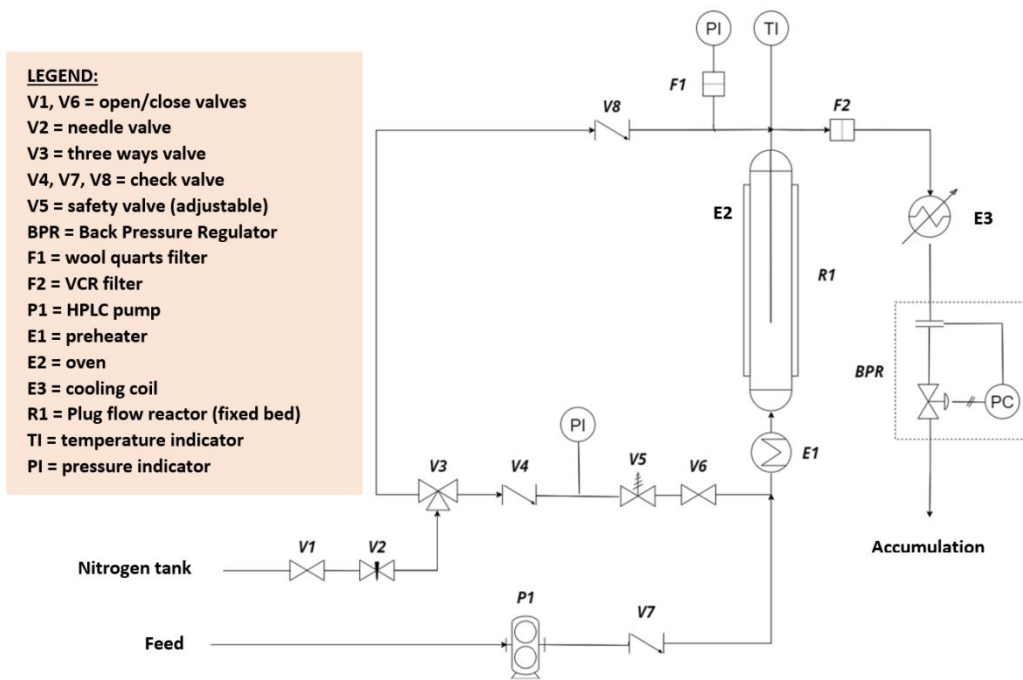 LEGEND:
V1, V6 = open/close valves
V2 = needle valve
V3 = three ways valve
V4, V7, V8 = check valve
V5 = safety valve (adjustable)
BPR = Back Pressure Regulator
F1 = wool quarts filter
F2 = VCR filter
P1 = HPLC pump
E1 = preheater
E2 = oven
E3 = cooling coil
R1 = Plug flow reactor (fixed bed)
TI = temperature indicator
PI = pressure indicator
PI
TI
F1
V8
F2
E2
E3
R1
BPR
PC
PI
V3
V4
V5
V6
E1
V1
V2
Nitrogen tank
Accumulation
P1
V7
Feed